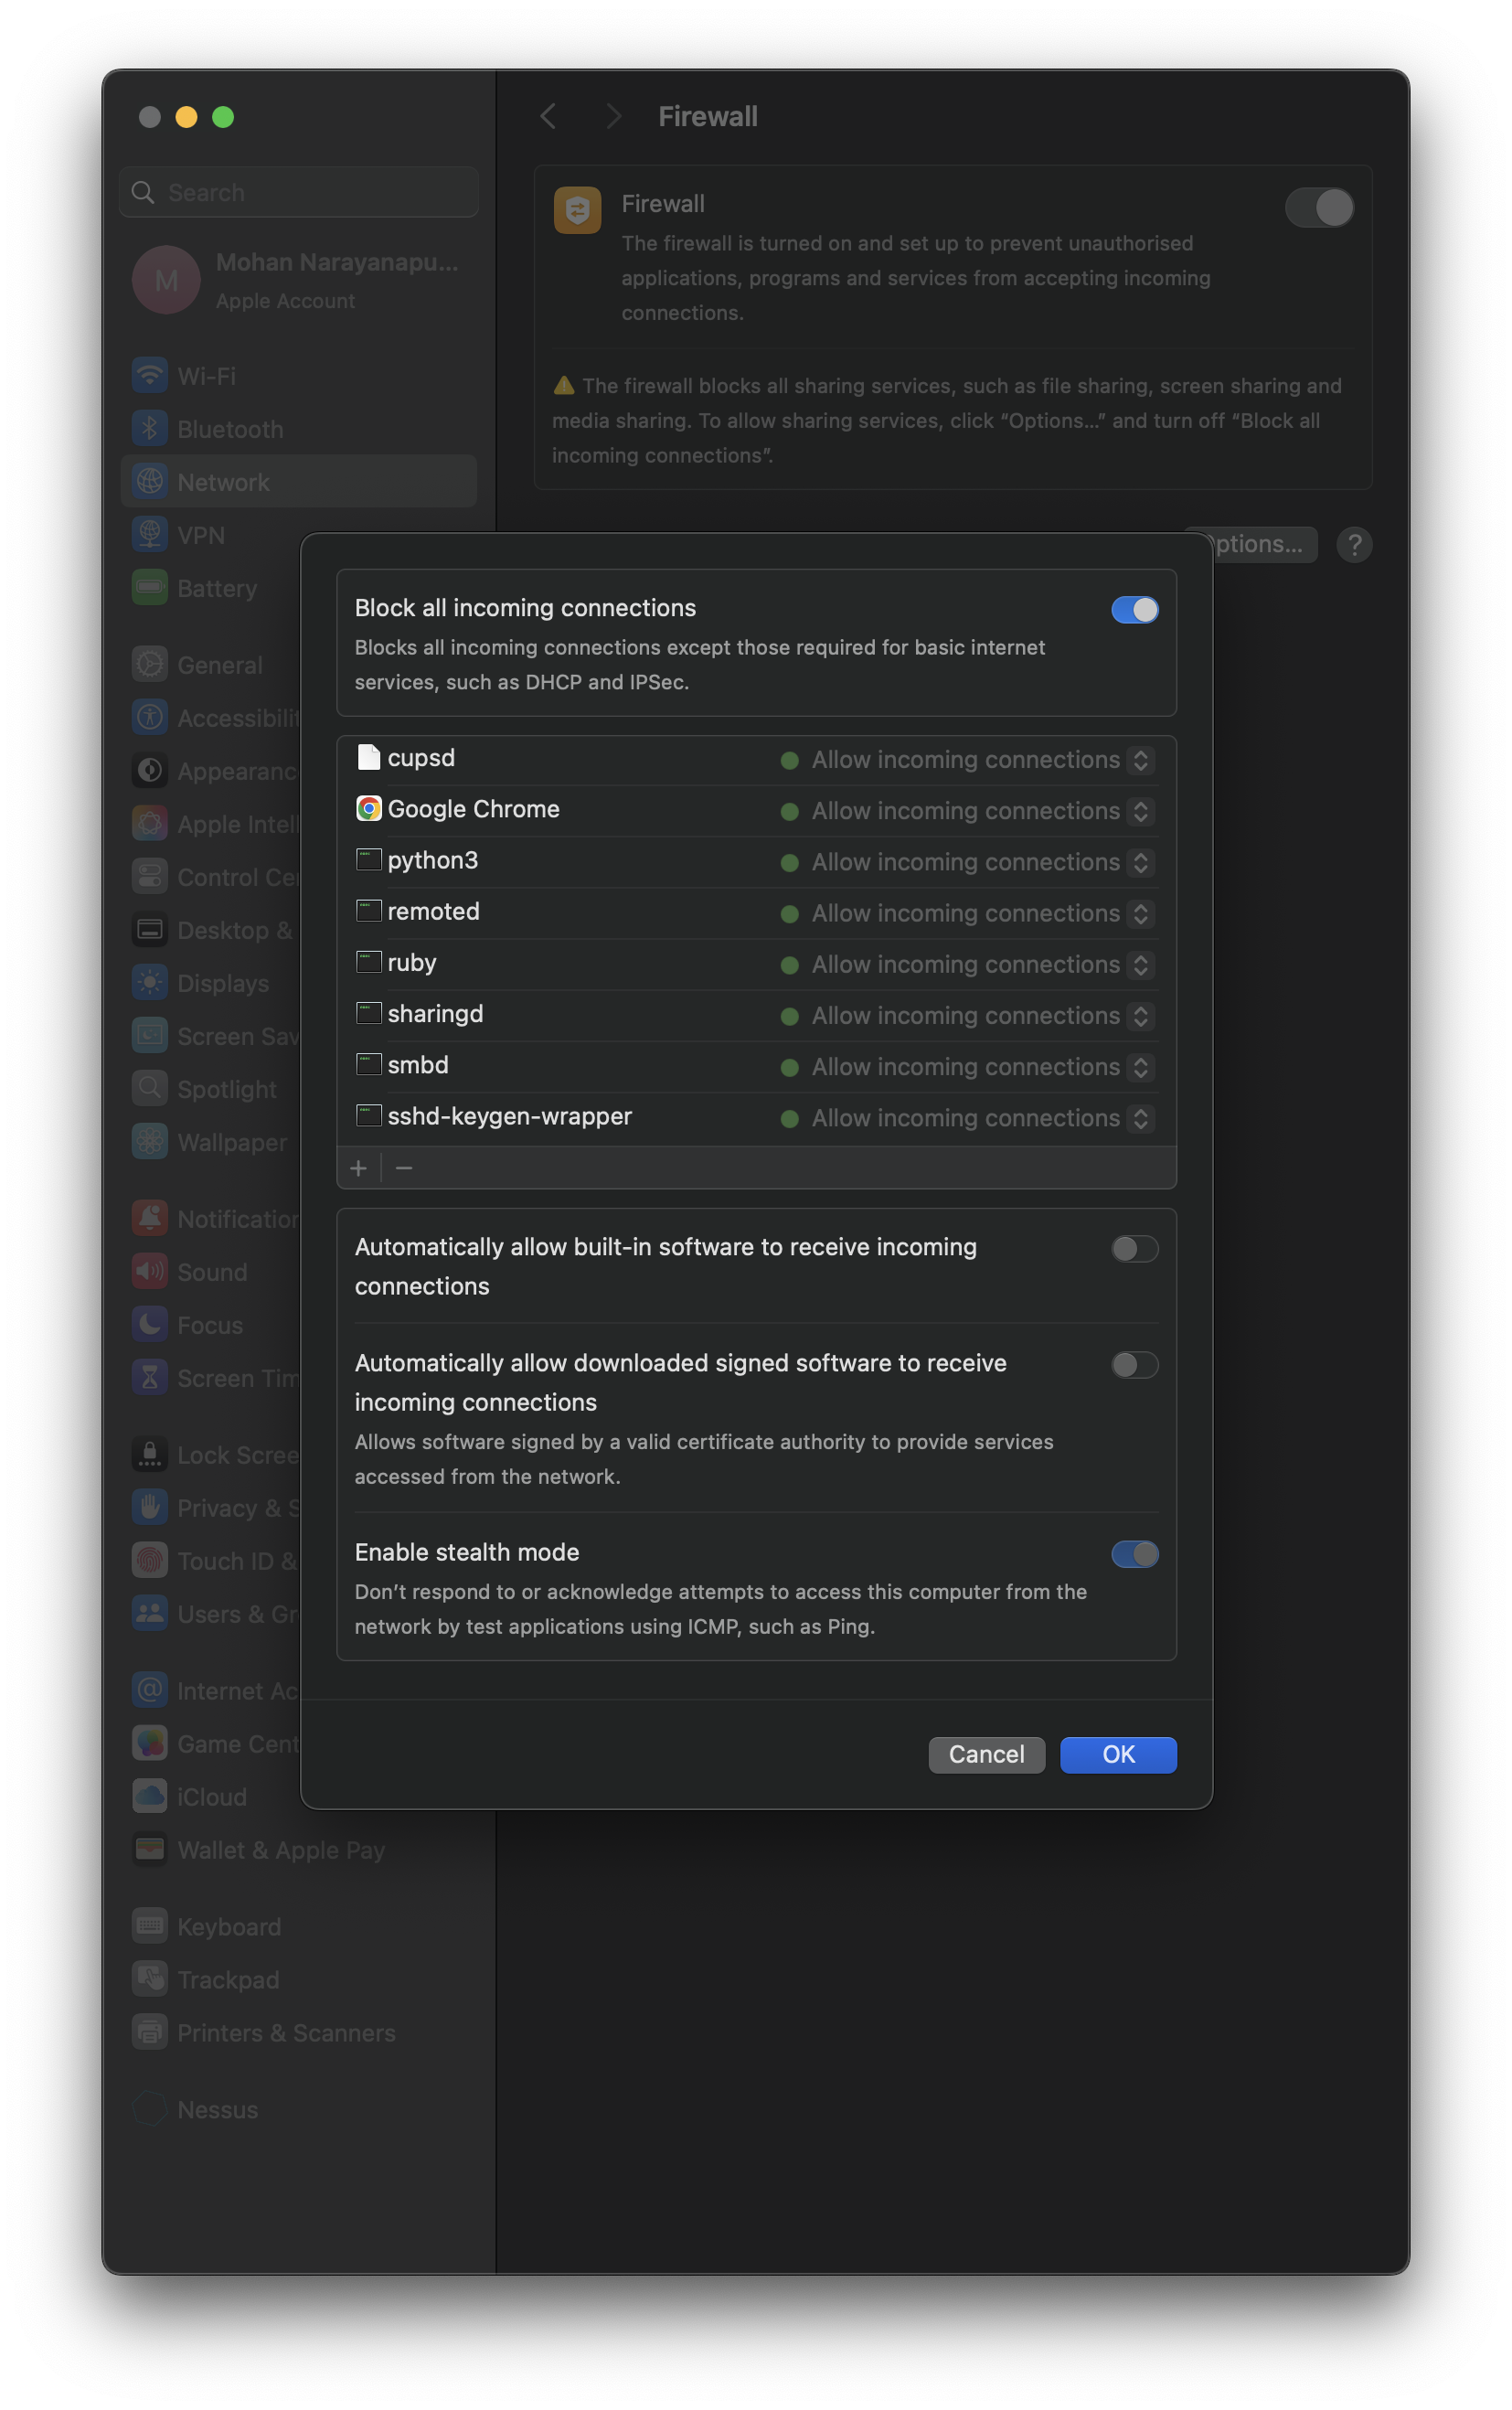 Firewall
Search
Mohan Narayanapu...
Apple Account
Wi-Fi
Bluetooth
Network
VPN
Battery
General
Accessibilit
Appearanc
Apple Intell
Control Cen
Desktop &
Displays
Screen Sav
Spotlight
Wallpaper
Notification
Sound
Focus
Screen Tim
Lock Scree
Privacy & S
Touch ID &
Users & Gr
Internet Ac
Game Cent
iCloud
Wallet & Apple Pay
Keyboard
Trackpad
Printers & Scanners
Nessus
Firewall
The firewall is turned on and set up to prevent unauthorised
applications, programs and services from accepting incoming
connections.
The firewall blocks all sharing services, such as file sharing, screen sharing and
media sharing. To allow sharing services, click “Options...” and turn off “Block all
incoming connections”.
ptions... ?
Block all incoming connections
Blocks all incoming connections except those required for basic internet
services, such as DHCP and IPSec.
cupsd Allow incoming connections
Google Chrome Allow incoming connections
python3 Allow incoming connections
remoted Allow incoming connections
ruby Allow incoming connections
sharingd Allow incoming connections
smbd Allow incoming connections
sshd-keygen-wrapper Allow incoming connections
Automatically allow built-in software to receive incoming
connections
Automatically allow downloaded signed software to receive
incoming connections
Allows software signed by a valid certificate authority to provide services
accessed from the network.
Enable stealth mode
Don’t respond to or acknowledge attempts to access this computer from the
network by test applications using ICMP, such as Ping.
Cancel OK